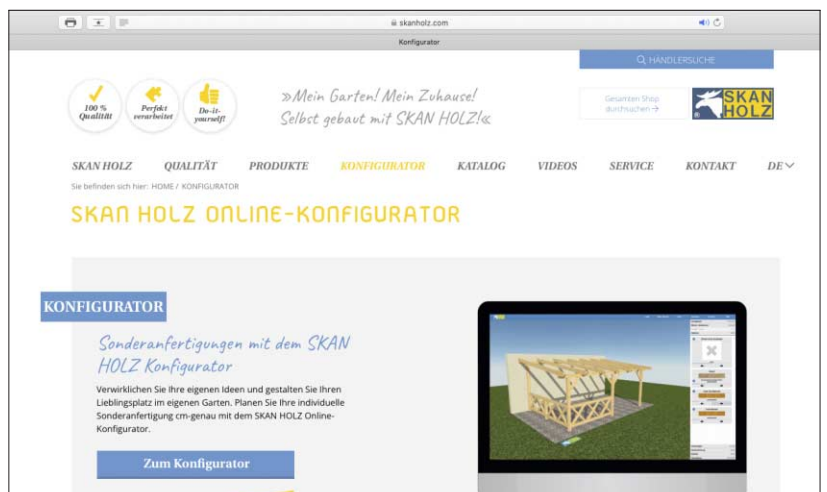 skanholz.com
Konfigurator
HÄNDLERSUCHE
100 %
Qualität
Perfekt
verarbeitet
Do-it-
yourself!
»Mein Garten! Mein Zuhause!
Selbst gebaut mit SKAN HOLZ!«
Gesamten Shop
durchsuchen →
SKAN
HOLZ
SKAN HOLZ QUALITÄT PRODUKTE KONFIGURATOR KATALOG VIDEOS SERVICE KONTAKT DE
Sie befinden sich hier: HOME / KONFIGURATOR
SKAN HOLZ ONLINE-KONFIGURATOR
KONFIGURATOR
Sonderanfertigungen mit dem SKAN
HOLZ Konfigurator
Verwirklichen Sie Ihre eigenen Ideen und gestalten Sie Ihren
Lieblingsplatz im eigenen Garten. Planen Sie Ihre individuelle
Sonderanfertigung cm-genau mit dem SKAN HOLZ Online-
Konfigurator.
Zum Konfigurator